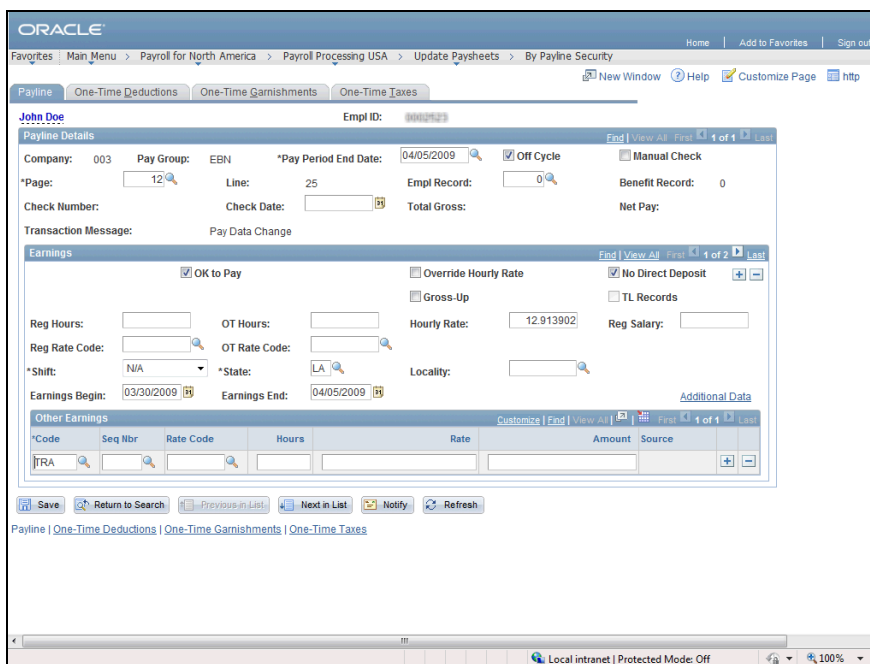 ORACLE
Home | Add to Favorites | Sign out
Favorites Main Menu > Payroll for North America > Payroll Processing USA > Update Paysheets > By Payline Security
New Window Help Customize Page http
Payline One-Time Deductions One-Time Garnishments One-Time Taxes
John Doe Empl ID:
Payline Details Find | View All First 1 of 1 Last
Company: 003 Pay Group: EBN *Pay Period End Date: 04/05/2009 Off Cycle Manual Check
*Page: 12 Line: 25 Empl Record: 0 Benefit Record: 0
Check Number: Check Date: Total Gross: Net Pay:
Transaction Message: Pay Data Change
Earnings Find | View All First 1 of 2 Last
OK to Pay Override Hourly Rate No Direct Deposit
Gross-Up TL Records
Reg Hours: OT Hours: Hourly Rate: 12.913902 Reg Salary:
Reg Rate Code: OT Rate Code:
*Shift: N/A *State: LA Locality:
Earnings Begin: 03/30/2009 Earnings End: 04/05/2009 Additional Data
Other Earnings Customize | Find | View All | First 1 of 1 Last
*Code Seq Nbr Rate Code Hours Rate Amount Source
TRA
Save Return to Search Previous in List Next in List Notify Refresh
Payline | One-Time Deductions | One-Time Garnishments | One-Time Taxes
Local intranet | Protected Mode: Off 100%